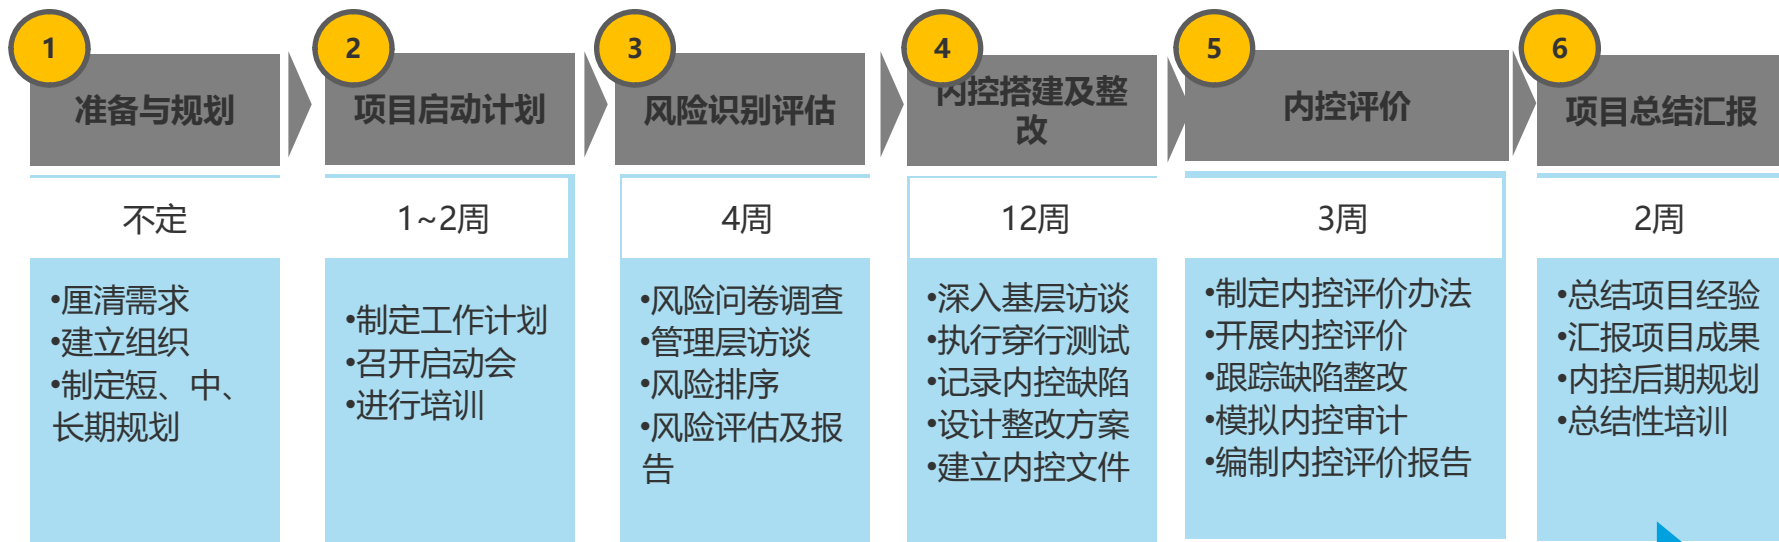 1
准备与规划
不定
•厘清需求
•建立组织
•制定短、中、
长期规划
2
项目启动计划
1~2周
•制定工作计划
•召开启动会
•进行培训
3
风险识别评估
4周
•风险问卷调查
•管理层访谈
•风险排序
•风险评估及报
告
4
内控搭建及整
改
12周
•深入基层访谈
•执行穿行测试
•记录内控缺陷
•设计整改方案
•建立内控文件
5
内控评价
3周
•制定内控评价办法
•开展内控评价
•跟踪缺陷整改
•模拟内控审计
•编制内控评价报告
6
项目总结汇报
2周
•总结项目经验
•汇报项目成果
•内控后期规划
•总结性培训